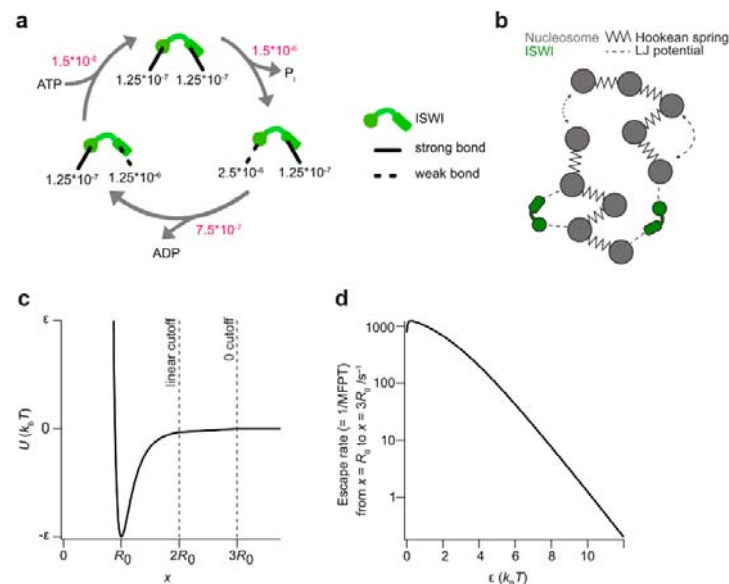 a
1.5*10⁻⁶
ATP
1.25*10⁻⁷ 1.25*10⁻⁷
1.5*10⁻⁶
Pᵢ
1.25*10⁻⁷ 1.25*10⁻⁶
2.5*10⁻⁶ 1.25*10⁻⁷
7.5*10⁻⁷
ADP
ISWI
strong bond
weak bond
b
Nucleosome
ISWI
Hookean spring
LJ potential
c
U (kBT)
ε
0
-ε
linear cutoff
0 cutoff
0 R₀ 2R₀ 3R₀
x
d
Escape rate (= 1/MFPT)
from x = R₀ to x = 3R₀ /s⁻¹
1000
100
10
1
0 2 4 6 8 10 12
ε (kBT)